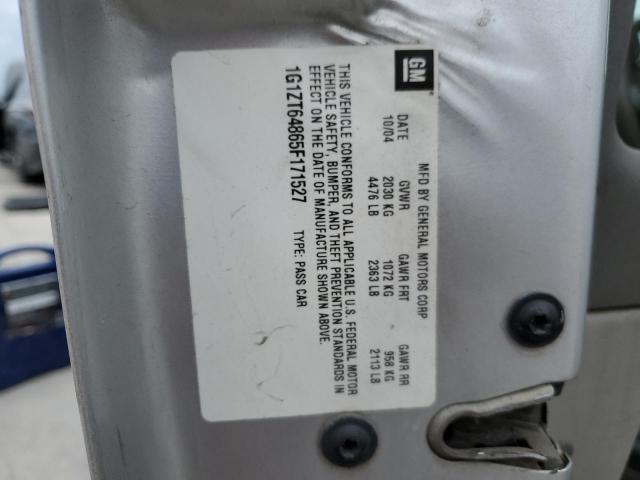 GM
MFD BY GENERAL MOTORS CORP
DATE GVWR GAWR FRT GAWR RR
10/04 2030 KG 1072 KG 958 KG
4476 LB 2363 LB 2113 LB
THIS VEHICLE CONFORMS TO ALL APPLICABLE U.S. FEDERAL MOTOR
VEHICLE SAFETY, BUMPER, AND THEFT PREVENTION STANDARDS IN
EFFECT ON THE DATE OF MANUFACTURE SHOWN ABOVE.
1G1ZT64865F171527 TYPE: PASS CAR